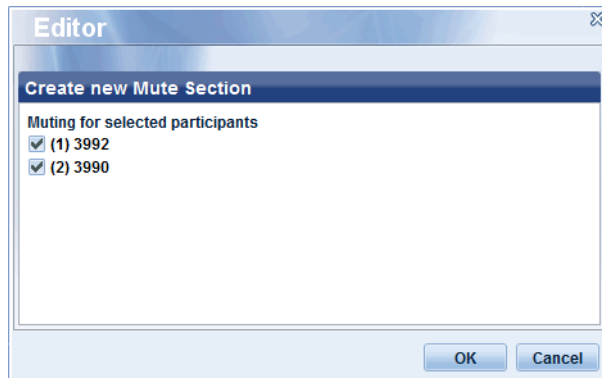 Editor
Create new Mute Section
Muting for selected participants
(1) 3992
(2) 3990
OK Cancel